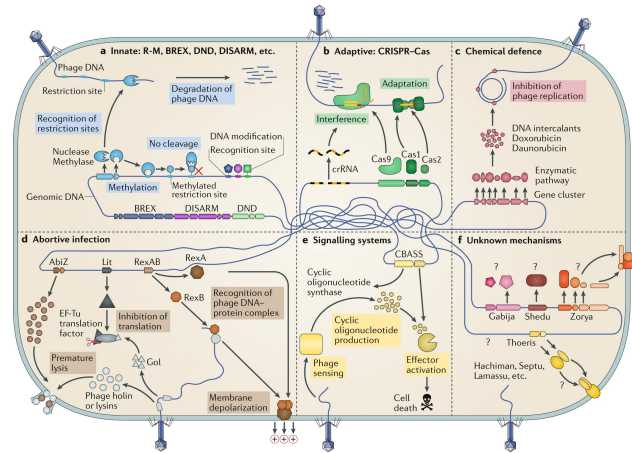 a Innate: R-M, BREX, DND, DISARM, etc.
Phage DNA
Restriction site
Degradation of
phage DNA
Recognition of
restriction sites
No cleavage
DNA modification
Recognition site
Nuclease
Methylase
Methylation
Methylated
restriction site
Genomic DNA
BREX
DISARM
DND
b Adaptive: CRISPR–Cas
Adaptation
Interference
Cas9
Cas1
Cas2
crRNA
c Chemical defence
Inhibition of
phage replication
DNA intercalants
Doxorubicin
Daunorubicin
Enzymatic
pathway
Gene cluster
d Abortive infection
AbiZ
Lit
RexAB
RexA
RexB
Recognition of
phage DNA–
protein complex
EF-Tu
translation
factor
Inhibition of
translation
Premature
lysis
Gol
Phage holin
or lysins
Membrane
depolarization
+ + +
e Signalling systems
CBASS
Cyclic
oligonucleotide
synthase
Cyclic
oligonucleotide
production
Phage
sensing
Effector
activation
Cell
death
f Unknown mechanisms
? ? ?
Gabija
Shedu
Zorya
?
Thoeris
Hachiman, Septu,
Lamassu, etc.
?